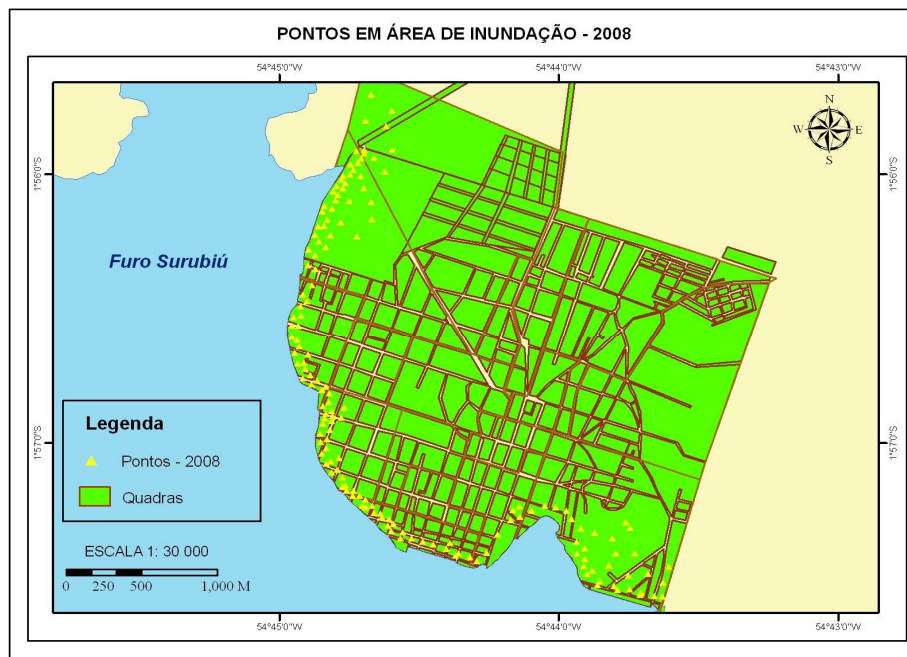 PONTOS EM ÁREA DE INUNDAÇÃO - 2008
54°45'0"W
54°44'0"W
54°43'0"W
N
W E
S
1°56'0"S
1°56'0"S
Furo Surubiú
Legenda
Pontos - 2008
Quadras
1°57'0"S
1°57'0"S
ESCALA 1: 30 000
0 250 500 1,000 M
54°45'0"W
54°44'0"W
54°43'0"W